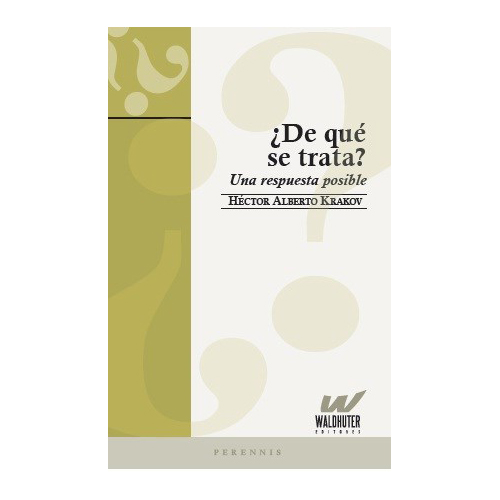 ¿De qué
se trata?
Una respuesta posible
Héctor Alberto Krakov
WALDHUTER
EDITORES
PERENNIS